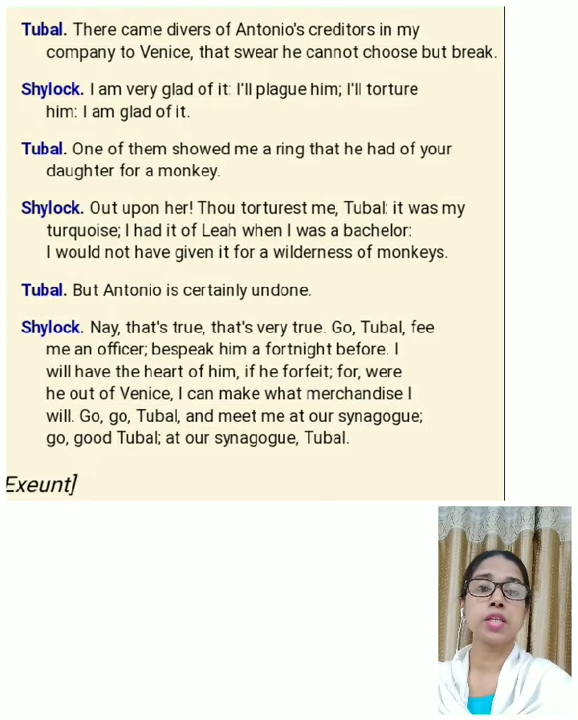 Tubal. There came divers of Antonio's creditors in my
company to Venice, that swear he cannot choose but break.
Shylock. I am very glad of it: I'll plague him; I'll torture
him: I am glad of it.
Tubal. One of them showed me a ring that he had of your
daughter for a monkey.
Shylock. Out upon her! Thou torturest me, Tubal: it was my
turquoise; I had it of Leah when I was a bachelor:
I would not have given it for a wilderness of monkeys.
Tubal. But Antonio is certainly undone.
Shylock. Nay, that's true, that's very true. Go, Tubal, fee
me an officer; bespeak him a fortnight before. I
will have the heart of him, if he forfeit; for, were
he out of Venice, I can make what merchandise I
will. Go, go, Tubal, and meet me at our synagogue;
go, good Tubal; at our synagogue, Tubal.
Exeunt]